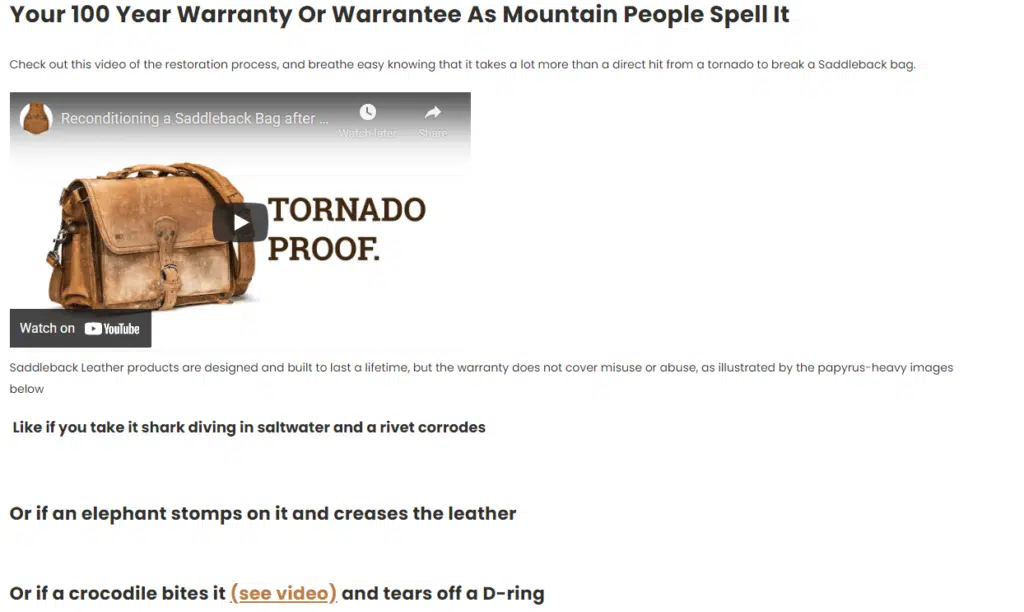 Your 100 Year Warranty Or Warrantee As Mountain People Spell It
Check out this video of the restoration process, and breathe easy knowing that it takes a lot more than a direct hit from a tornado to break a Saddleback bag.
Reconditioning a Saddleback Bag after ...
Watch later
Share
TORNADO
PROOF.
Watch on YouTube
Saddleback Leather products are designed and built to last a lifetime, but the warranty does not cover misuse or abuse, as illustrated by the papyrus-heavy images
below
Like if you take it shark diving in saltwater and a rivet corrodes
Or if an elephant stomps on it and creases the leather
Or if a crocodile bites it (see video) and tears off a D-ring